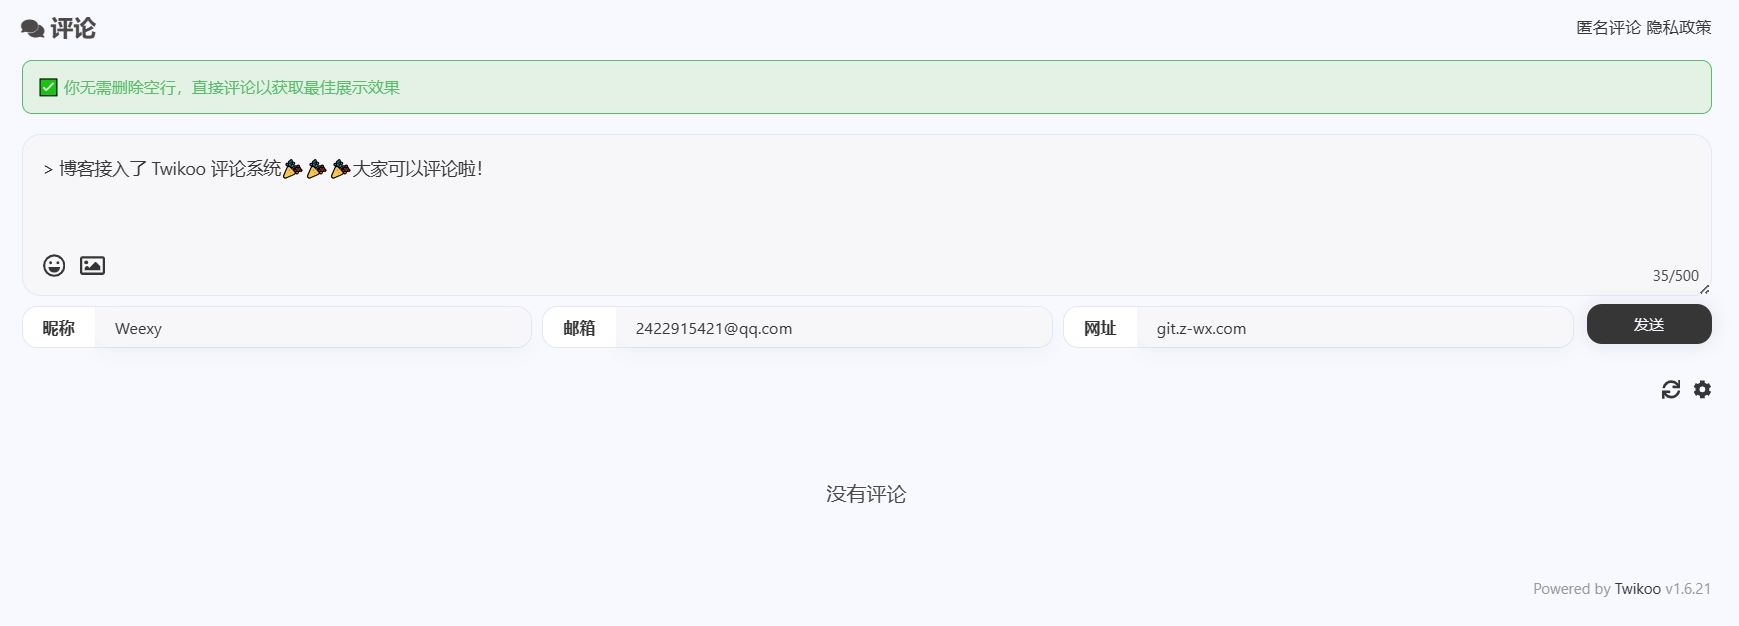 评论
匿名评论 隐私政策
✅ 你无需删除空行，直接评论以获取最佳展示效果
> 博客接入了 Twikoo 评论系统🎉🎉🎉大家可以评论啦！
35/500
昵称 Weexy
邮箱 2422915421@qq.com
网址 git.z-wx.com
发送
没有评论
Powered by Twikoo v1.6.21